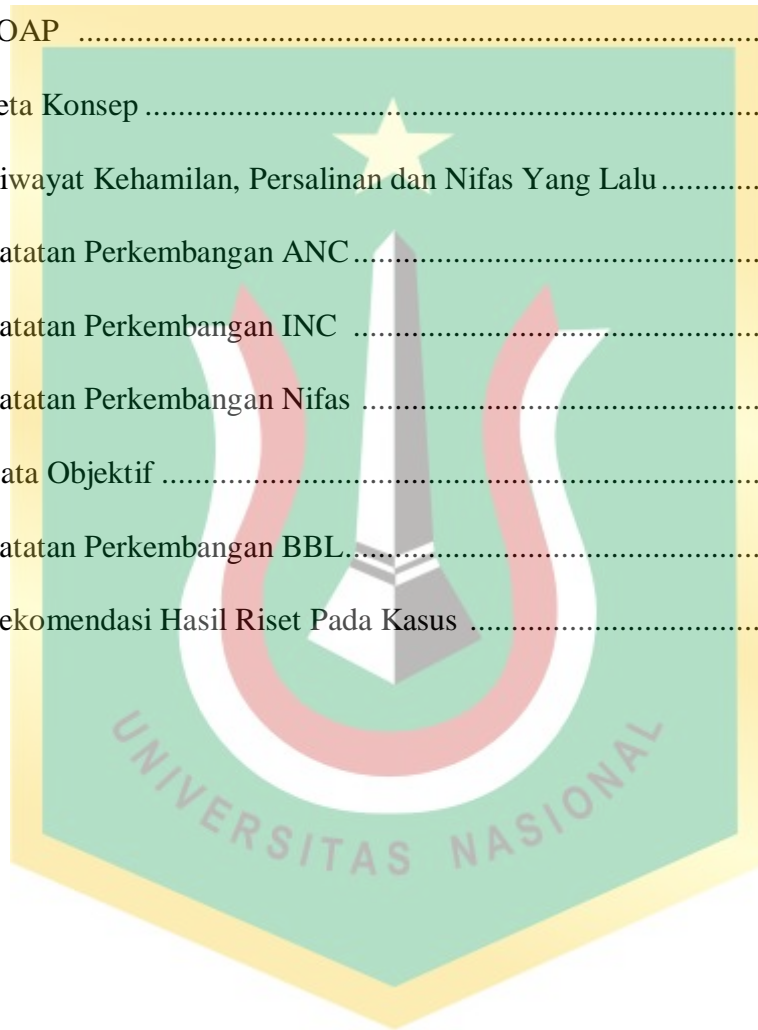 OAP ..................................................................................
eta Konsep ..........................................................................
iwayat Kehamilan, Persalinan dan Nifas Yang Lalu ............
atatan Perkembangan ANC .................................................
atatan Perkembangan INC .................................................
atatan Perkembangan Nifas ................................................
ata Objektif ........................................................................
atatan Perkembangan BBL ..................................................
ekomendasi Hasil Riset Pada Kasus ...................................
UNIVERSITAS NASIONAL